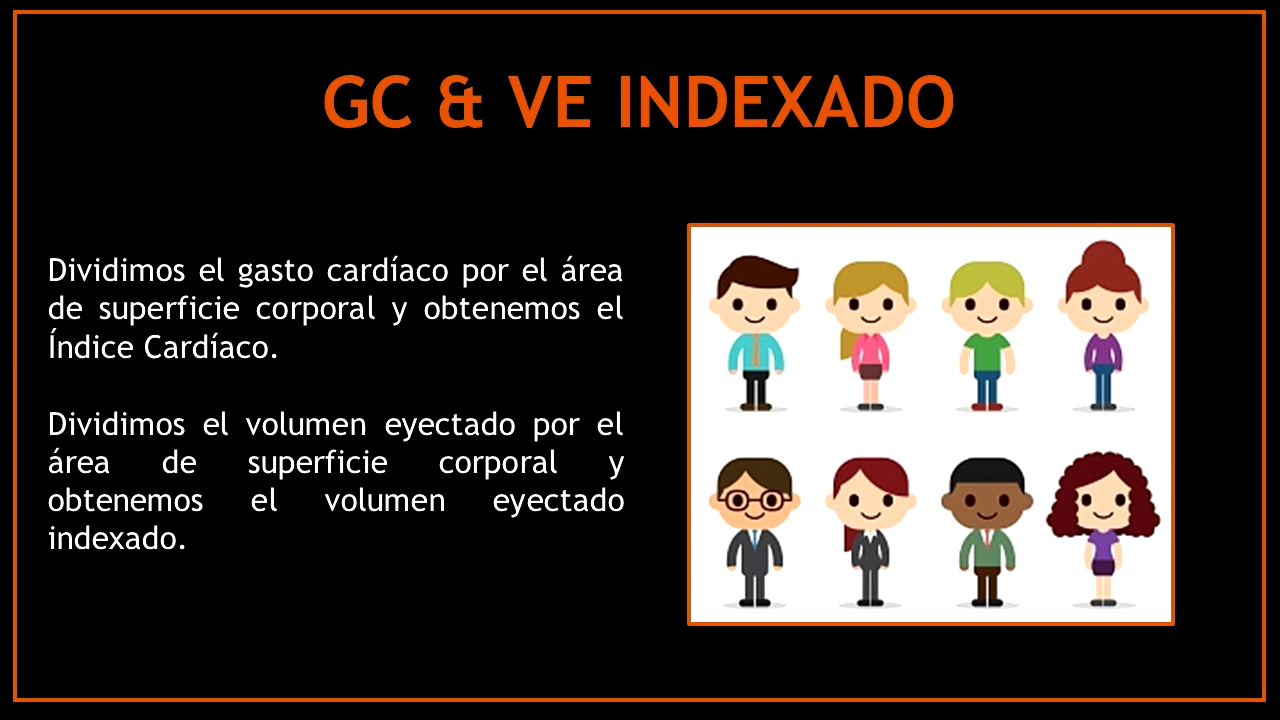 GC & VE INDEXADO
Dividimos el gasto cardíaco por el área
de superficie corporal y obtenemos el
Índice Cardíaco.
Dividimos el volumen eyectado por el
área de superficie corporal y
obtenemos el volumen eyectado
indexado.